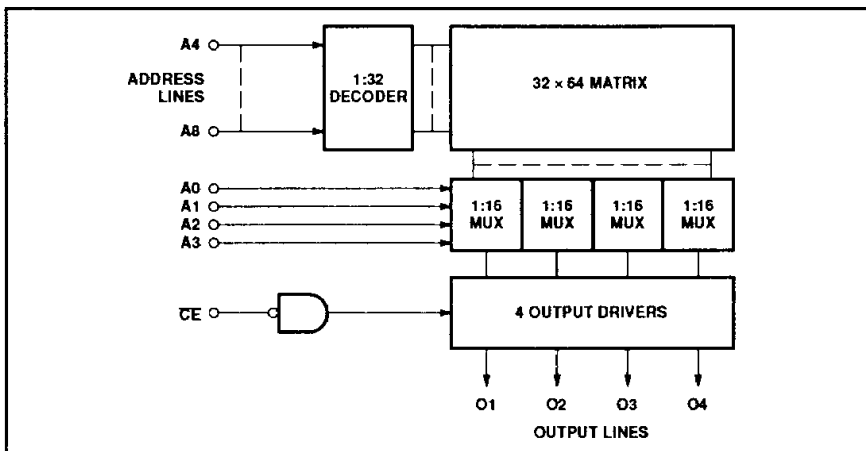 A4
ADDRESS
LINES
A8
1:32
DECODER
32 × 64 MATRIX
A0
A1
A2
A3
1:16
MUX
1:16
MUX
1:16
MUX
1:16
MUX
CE
4 OUTPUT DRIVERS
O1 O2 O3 O4
OUTPUT LINES